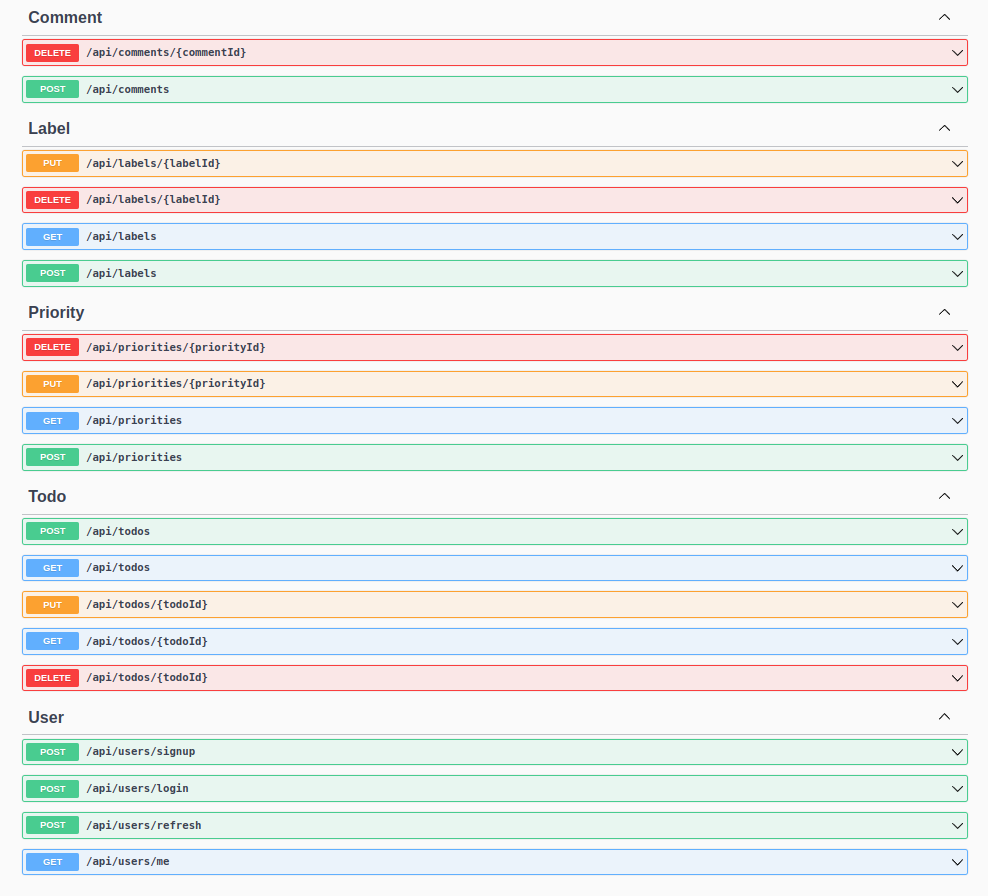 Comment
DELETE /api/comments/{commentId}
POST /api/comments
Label
PUT /api/labels/{labelId}
DELETE /api/labels/{labelId}
GET /api/labels
POST /api/labels
Priority
DELETE /api/priorities/{priorityId}
PUT /api/priorities/{priorityId}
GET /api/priorities
POST /api/priorities
Todo
POST /api/todos
GET /api/todos
PUT /api/todos/{todoId}
GET /api/todos/{todoId}
DELETE /api/todos/{todoId}
User
POST /api/users/signup
POST /api/users/login
POST /api/users/refresh
GET /api/users/me